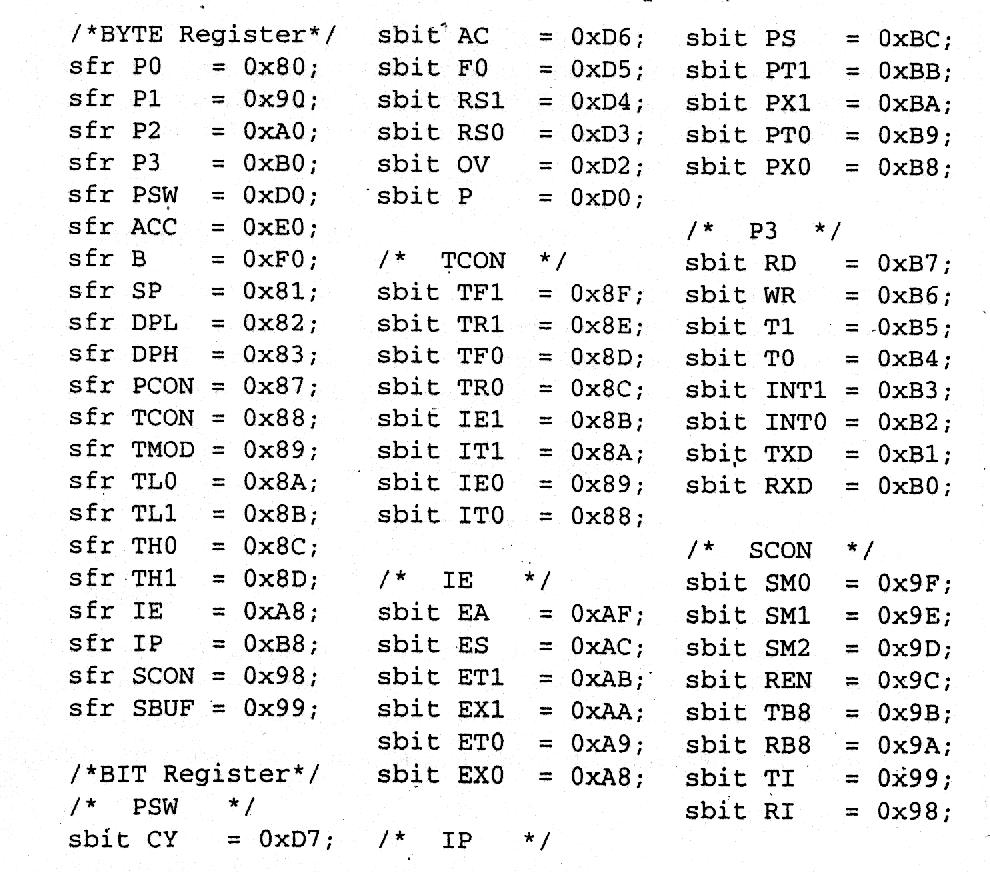 /*BYTE Register*/
sfr P0   = 0x80;
sfr P1   = 0x90;
sfr P2   = 0xA0;
sfr P3   = 0xB0;
sfr PSW  = 0xD0;
sfr ACC  = 0xE0;
sfr B    = 0xF0;
sfr SP   = 0x81;
sfr DPL  = 0x82;
sfr DPH  = 0x83;
sfr PCON = 0x87;
sfr TCON = 0x88;
sfr TMOD = 0x89;
sfr TL0  = 0x8A;
sfr TL1  = 0x8B;
sfr TH0  = 0x8C;
sfr TH1  = 0x8D;
sfr IE   = 0xA8;
sfr IP   = 0xB8;
sfr SCON = 0x98;
sfr SBUF = 0x99;

/*BIT Register*/
/*  PSW   */
sbit CY   = 0xD7;
sbit AC   = 0xD6;
sbit F0   = 0xD5;
sbit RS1  = 0xD4;
sbit RS0  = 0xD3;
sbit OV   = 0xD2;
sbit P    = 0xD0;

/*  TCON  */
sbit TF1  = 0x8F;
sbit TR1  = 0x8E;
sbit TF0  = 0x8D;
sbit TR0  = 0x8C;
sbit IE1  = 0x8B;
sbit IT1  = 0x8A;
sbit IE0  = 0x89;
sbit IT0  = 0x88;

/*  IE   */
sbit EA   = 0xAF;
sbit ES   = 0xAC;
sbit ET1  = 0xAB;
sbit EX1  = 0xAA;
sbit ET0  = 0xA9;
sbit EX0  = 0xA8;

/*  IP   */
sbit PS   = 0xBC;
sbit PT1  = 0xBB;
sbit PX1  = 0xBA;
sbit PT0  = 0xB9;
sbit PX0  = 0xB8;

/*  P3  */
sbit RD   = 0xB7;
sbit WR   = 0xB6;
sbit T1   = 0xB5;
sbit T0   = 0xB4;
sbit INT1 = 0xB3;
sbit INT0 = 0xB2;
sbit TXD  = 0xB1;
sbit RXD  = 0xB0;

/*  SCON  */
sbit SM0  = 0x9F;
sbit SM1  = 0x9E;
sbit SM2  = 0x9D;
sbit REN  = 0x9C;
sbit TB8  = 0x9B;
sbit RB8  = 0x9A;
sbit TI   = 0x99;
sbit RI   = 0x98;